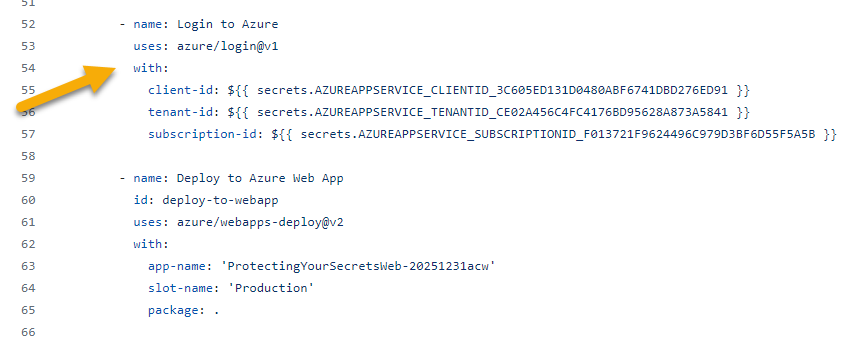 51
52 - name: Login to Azure
53 uses: azure/login@v1
54 with:
55 client-id: ${{ secrets.AZUREAPPSERVICE_CLIENTID_3C605ED131D0480ABF6741DBD276ED91 }}
56 tenant-id: ${{ secrets.AZUREAPPSERVICE_TENANTID_CE02A456C4FC4176BD95628A873A5841 }}
57 subscription-id: ${{ secrets.AZUREAPPSERVICE_SUBSCRIPTIONID_F013721F9624496C979D3BF6D55F5A5B }}
58
59 - name: Deploy to Azure Web App
60 id: deploy-to-webapp
61 uses: azure/webapps-deploy@v2
62 with:
63 app-name: 'ProtectingYourSecretsWeb-20251231acw'
64 slot-name: 'Production'
65 package: .
66